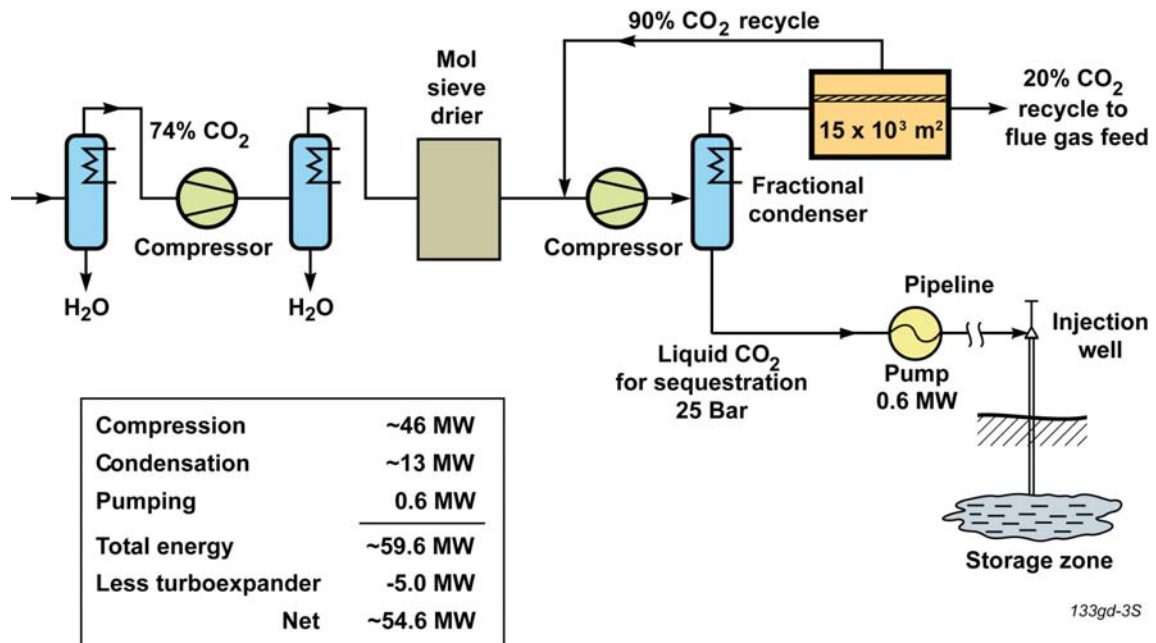 90% CO2 recycle
Mol
sieve
drier
20% CO2
recycle to
flue gas feed
74% CO2
15 x 10³ m²
Fractional
condenser
Compressor
Compressor
H2O
H2O
Pipeline
Injection
well
Liquid CO2
for sequestration
25 Bar
Pump
0.6 MW
Storage zone
Compression ~46 MW
Condensation ~13 MW
Pumping 0.6 MW
Total energy ~59.6 MW
Less turboexpander -5.0 MW
Net ~54.6 MW
133gd-3S